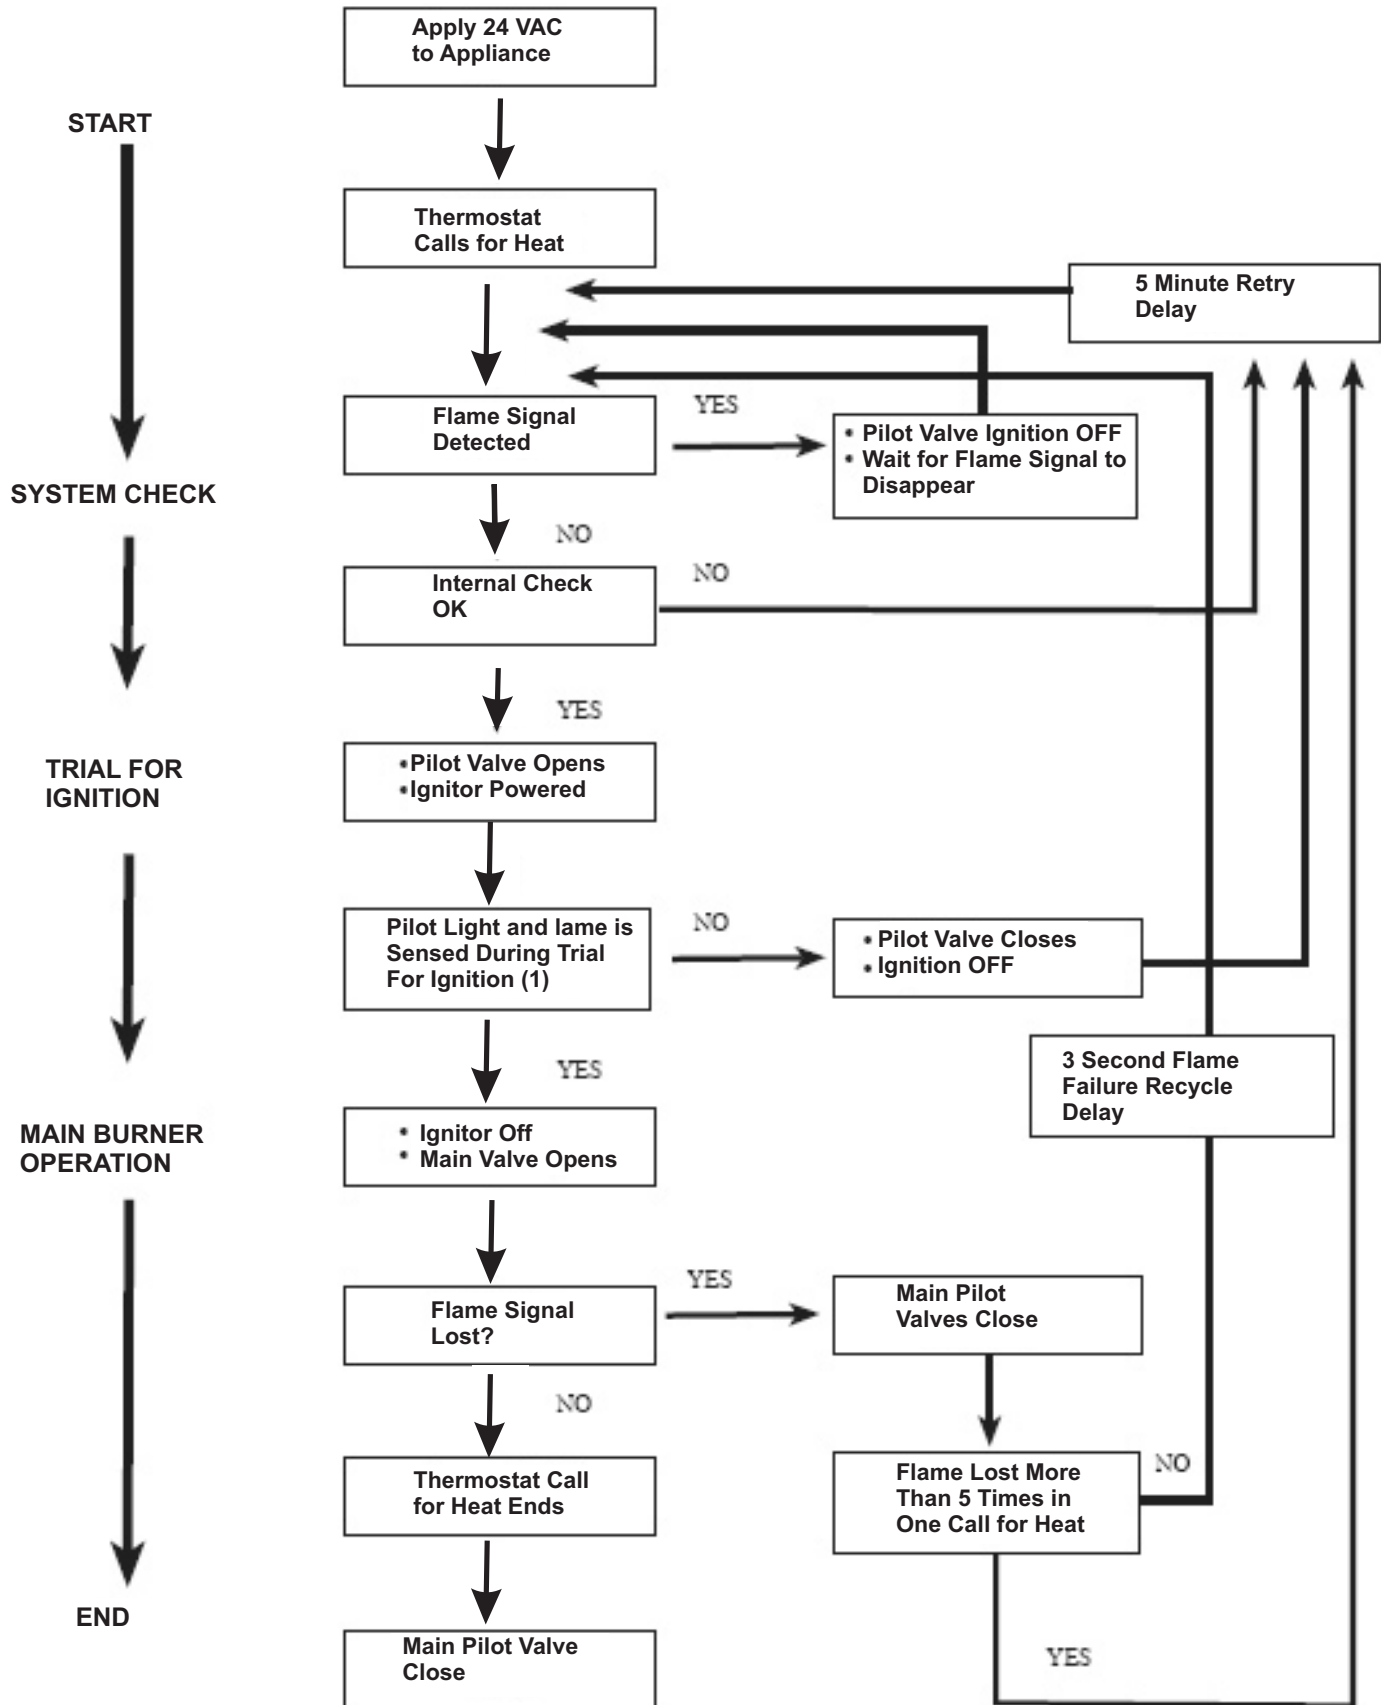 Apply 24 VAC
to Appliance
START
Thermostat
Calls for Heat
5 Minute Retry
Delay
Flame Signal
Detected
YES
• Pilot Valve Ignition OFF
• Wait for Flame Signal to
Disappear
SYSTEM CHECK
NO
Internal Check
OK
NO
YES
TRIAL FOR
IGNITION
•Pilot Valve Opens
•Ignitor Powered
Pilot Light and lame is
Sensed During Trial
For Ignition (1)
NO
• Pilot Valve Closes
• Ignition OFF
YES
3 Second Flame
Failure Recycle
Delay
MAIN BURNER
OPERATION
• Ignitor Off
• Main Valve Opens
Flame Signal
Lost?
YES
Main Pilot
Valves Close
NO
Thermostat Call
for Heat Ends
Flame Lost More
Than 5 Times in
One Call for Heat
NO
END
Main Pilot Valve
Close
YES